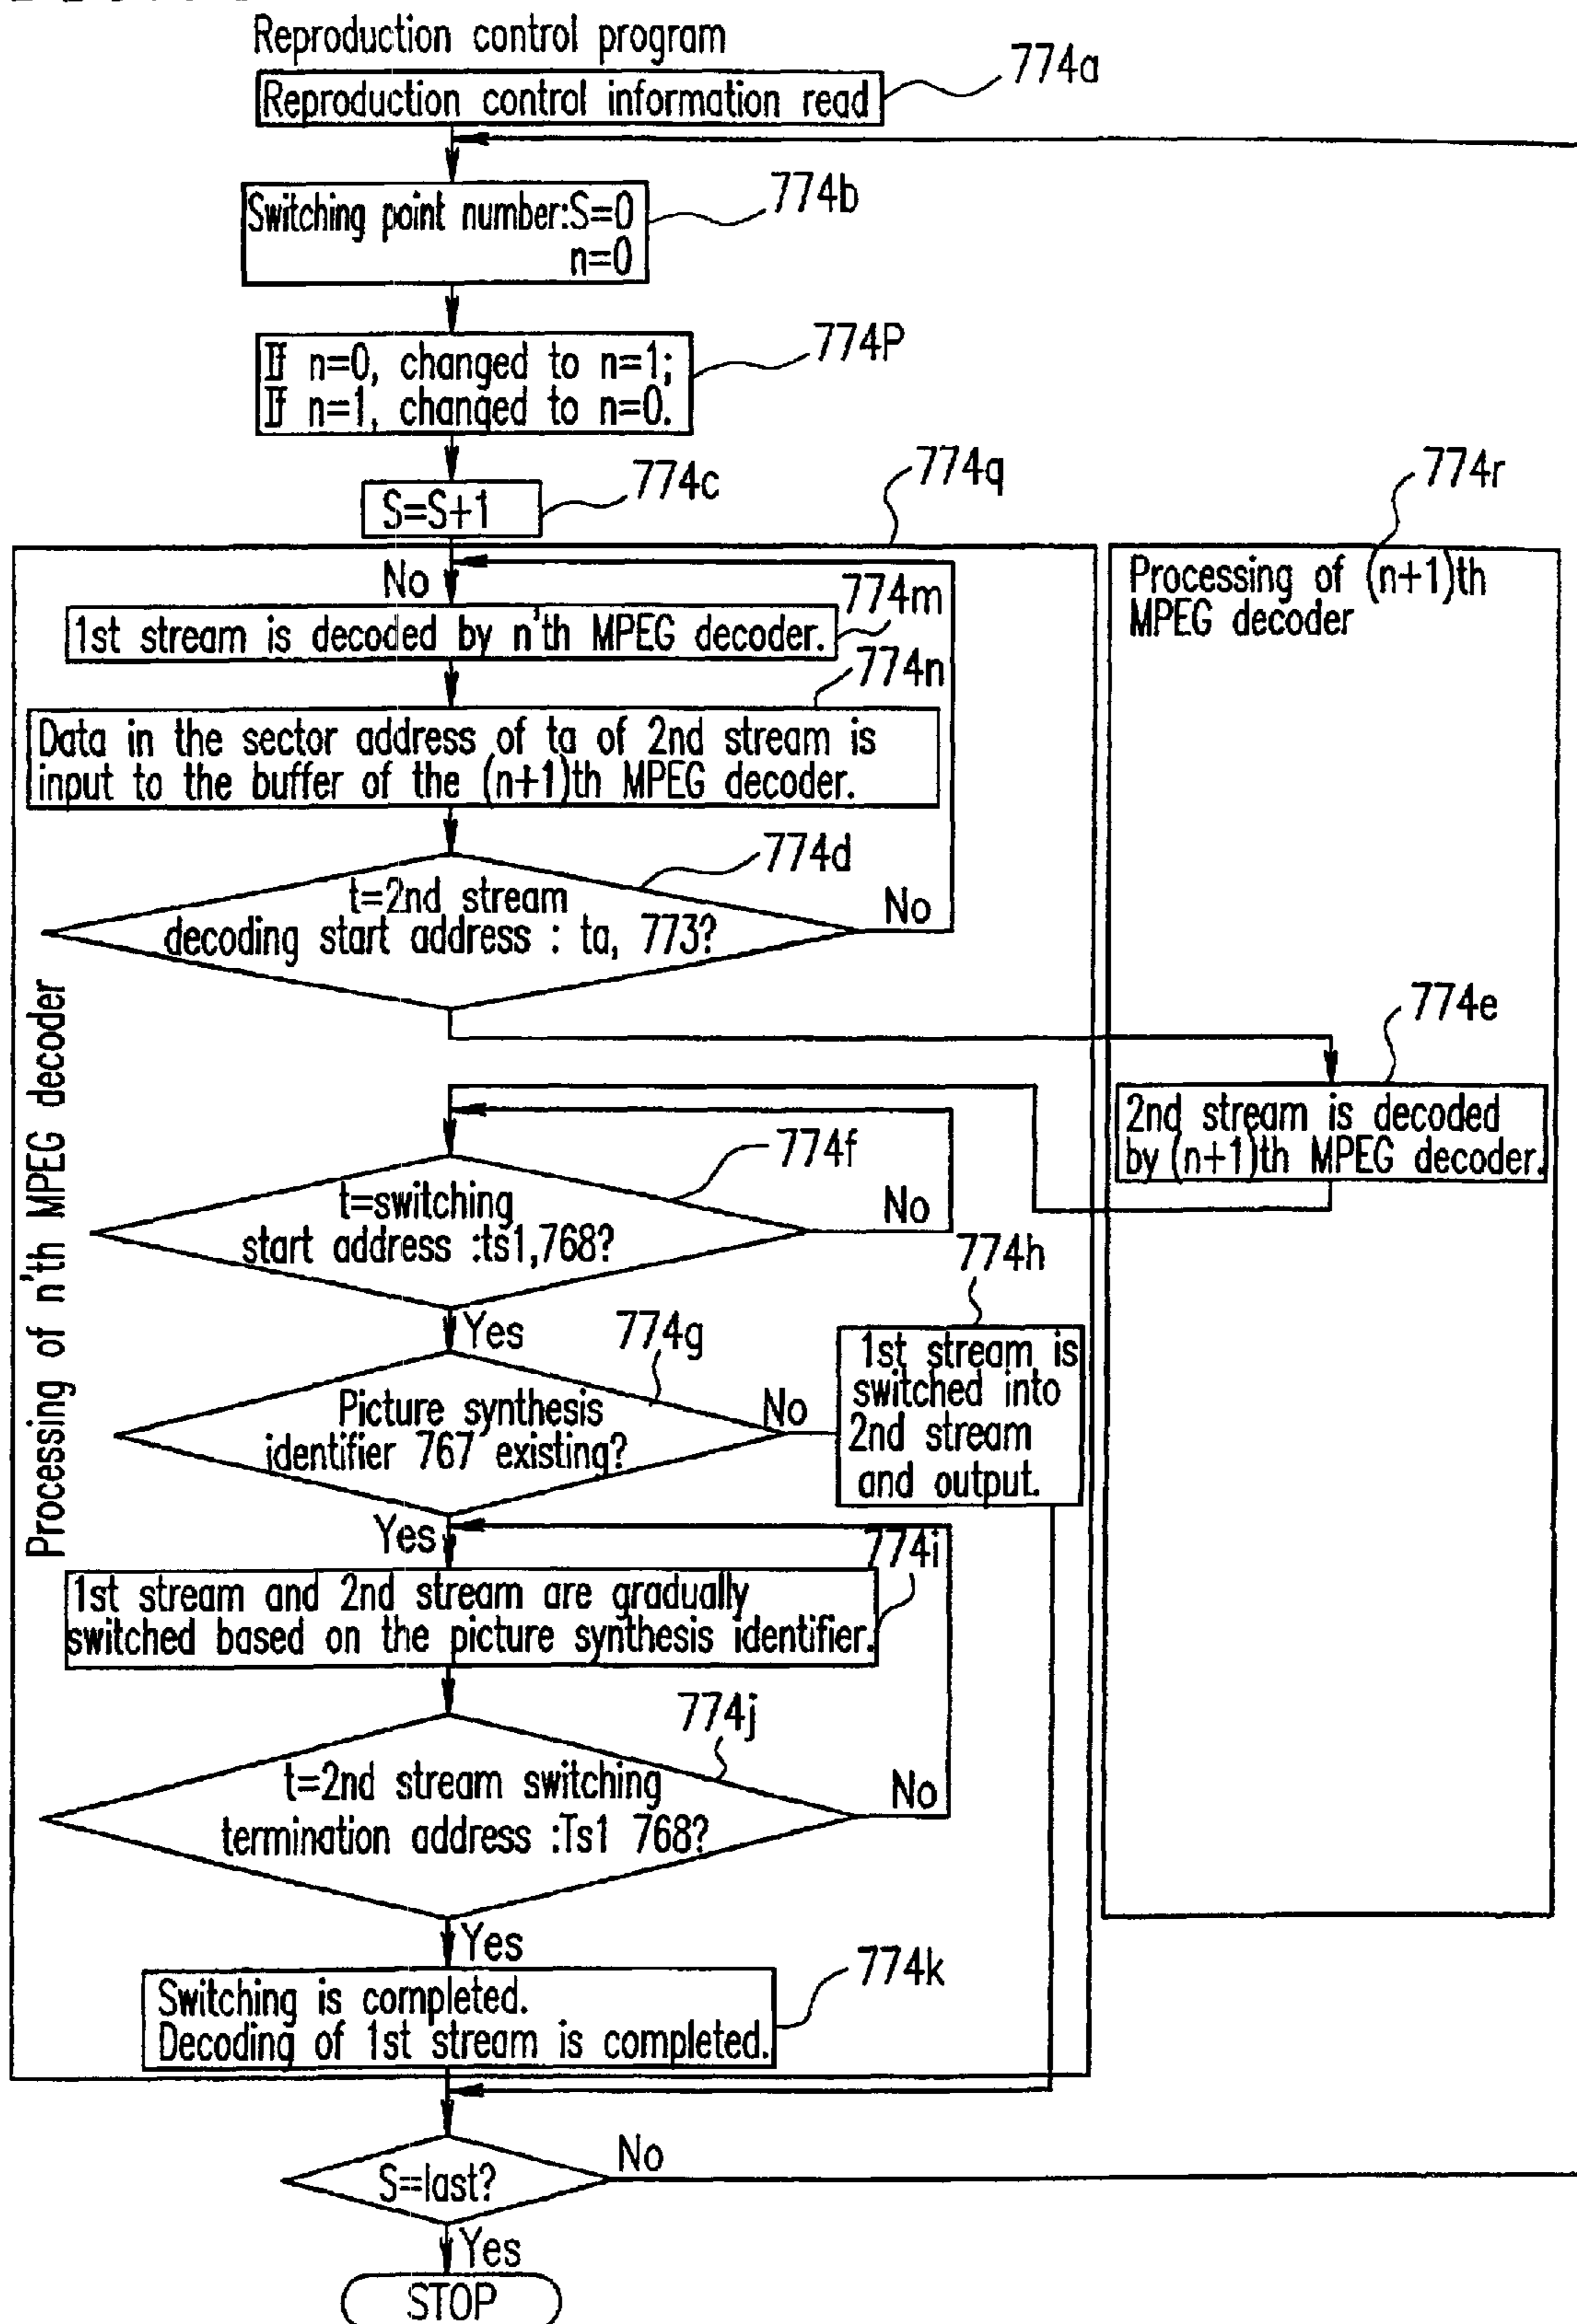 Reproduction control program
Reproduction control information read
774a
Switching point number:S=0
n=0
774b
If n=0, changed to n=1;
If n=1, changed to n=0.
774P
S=S+1
774c
774q
774r
Processing of n'th MPEG decoder
Processing of (n+1)th
MPEG decoder
No
1st stream is decoded by n'th MPEG decoder.
774m
774n
Data in the sector address of ta of 2nd stream is
input to the buffer of the (n+1)th MPEG decoder.
774d
t=2nd stream
decoding start address : ta, 773?
No
774e
2nd stream is decoded
by (n+1)th MPEG decoder.
774f
t=switching
start address :ts1,768?
No
Yes
774g
Picture synthesis
identifier 767 existing?
No
774h
1st stream is
switched into
2nd stream
and output.
Yes
774i
1st stream and 2nd stream are gradually
switched based on the picture synthesis identifier.
774j
t=2nd stream switching
termination address :Ts1 768?
No
Yes
774k
Switching is completed.
Decoding of 1st stream is completed.
S=last?
No
Yes
STOP